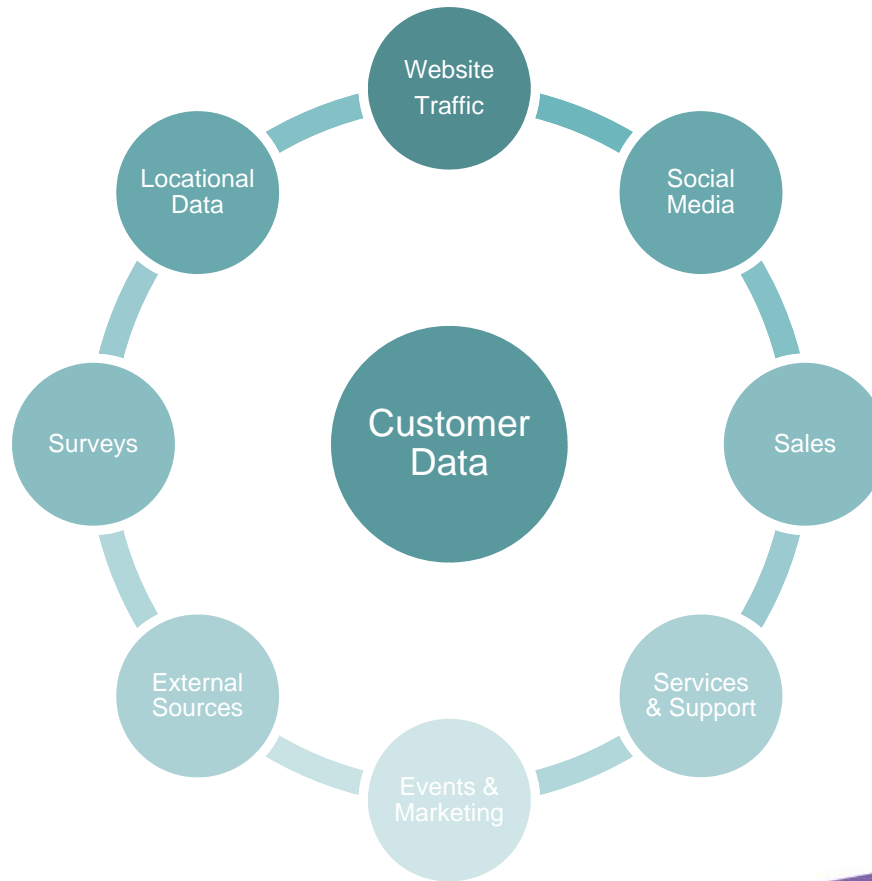 Website
Traffic
Social
Media
Sales
Services
& Support
Events &
Marketing
External
Sources
Surveys
Locational
Data
Customer
Data